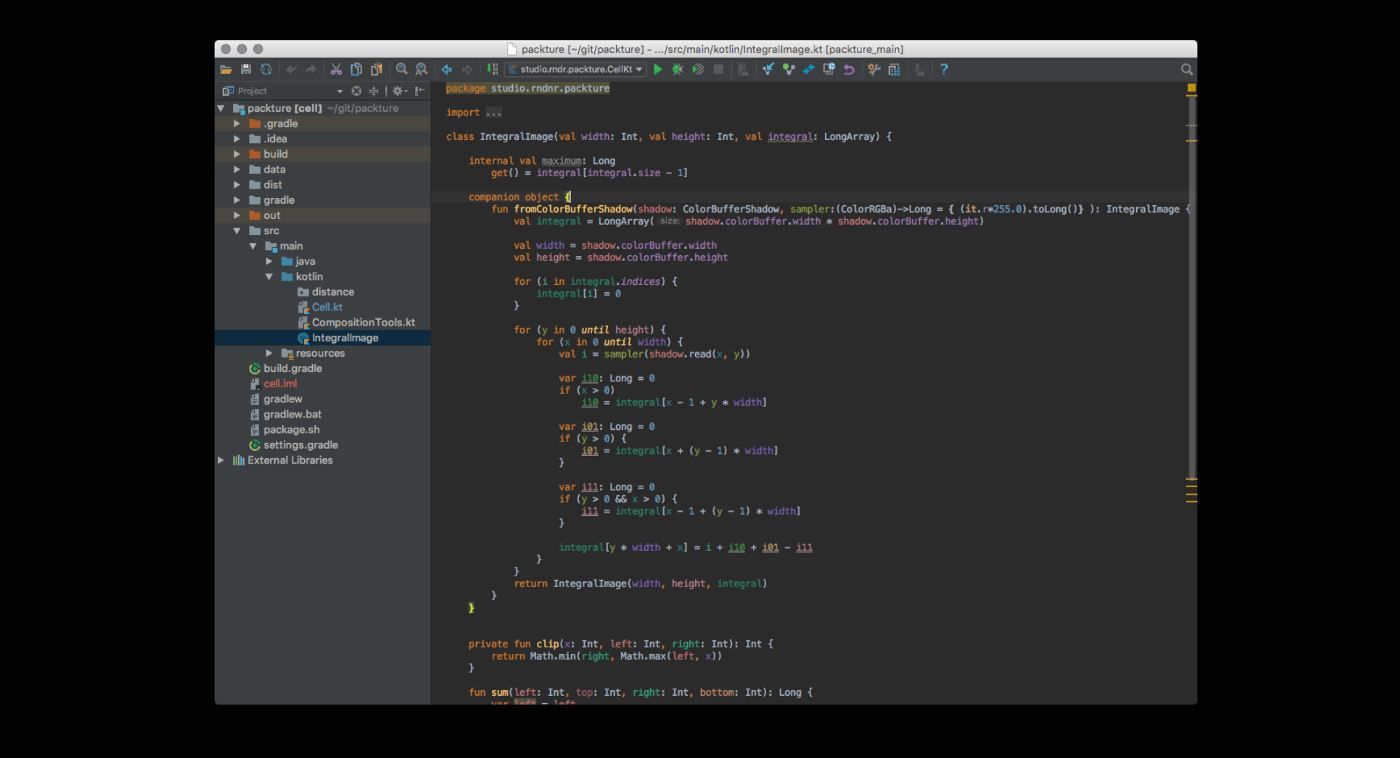 packture [~/git/packture] - .../src/main/kotlin/IntegralImage.kt [packture_main]
studio.rndr.packture.CellKt
Project
packture [cell] ~/git/packture
.gradle
.idea
build
data
dist
gradle
out
src
main
java
kotlin
distance
Cell.kt
CompositionTools.kt
IntegralImage
resources
build.gradle
cell.iml
gradlew
gradlew.bat
package.sh
settings.gradle
External Libraries
package studio.rndnr.packture
import ...
class IntegralImage(val width: Int, val height: Int, val integral: LongArray) {
internal val maximum: Long
get() = integral[integral.size - 1]
companion object {
fun fromColorBufferShadow(shadow: ColorBufferShadow, sampler:(ColorRGBa)->Long = { (it.r*255.0).toLong()} ): IntegralImage {
val integral = LongArray( size: shadow.colorBuffer.width * shadow.colorBuffer.height)
val width = shadow.colorBuffer.width
val height = shadow.colorBuffer.height
for (i in integral.indices) {
integral[i] = 0
}
for (y in 0 until height) {
for (x in 0 until width) {
val i = sampler(shadow.read(x, y))
var i10: Long = 0
if (x > 0)
i10 = integral[x - 1 + y * width]
var i01: Long = 0
if (y > 0) {
i01 = integral[x + (y - 1) * width]
}
var i11: Long = 0
if (y > 0 && x > 0) {
i11 = integral[x - 1 + (y - 1) * width]
}
integral[y * width + x] = i + i10 + i01 - i11
}
}
return IntegralImage(width, height, integral)
}
}
private fun clip(x: Int, left: Int, right: Int): Int {
return Math.min(right, Math.max(left, x))
}
fun sum(left: Int, top: Int, right: Int, bottom: Int): Long {
var left = left